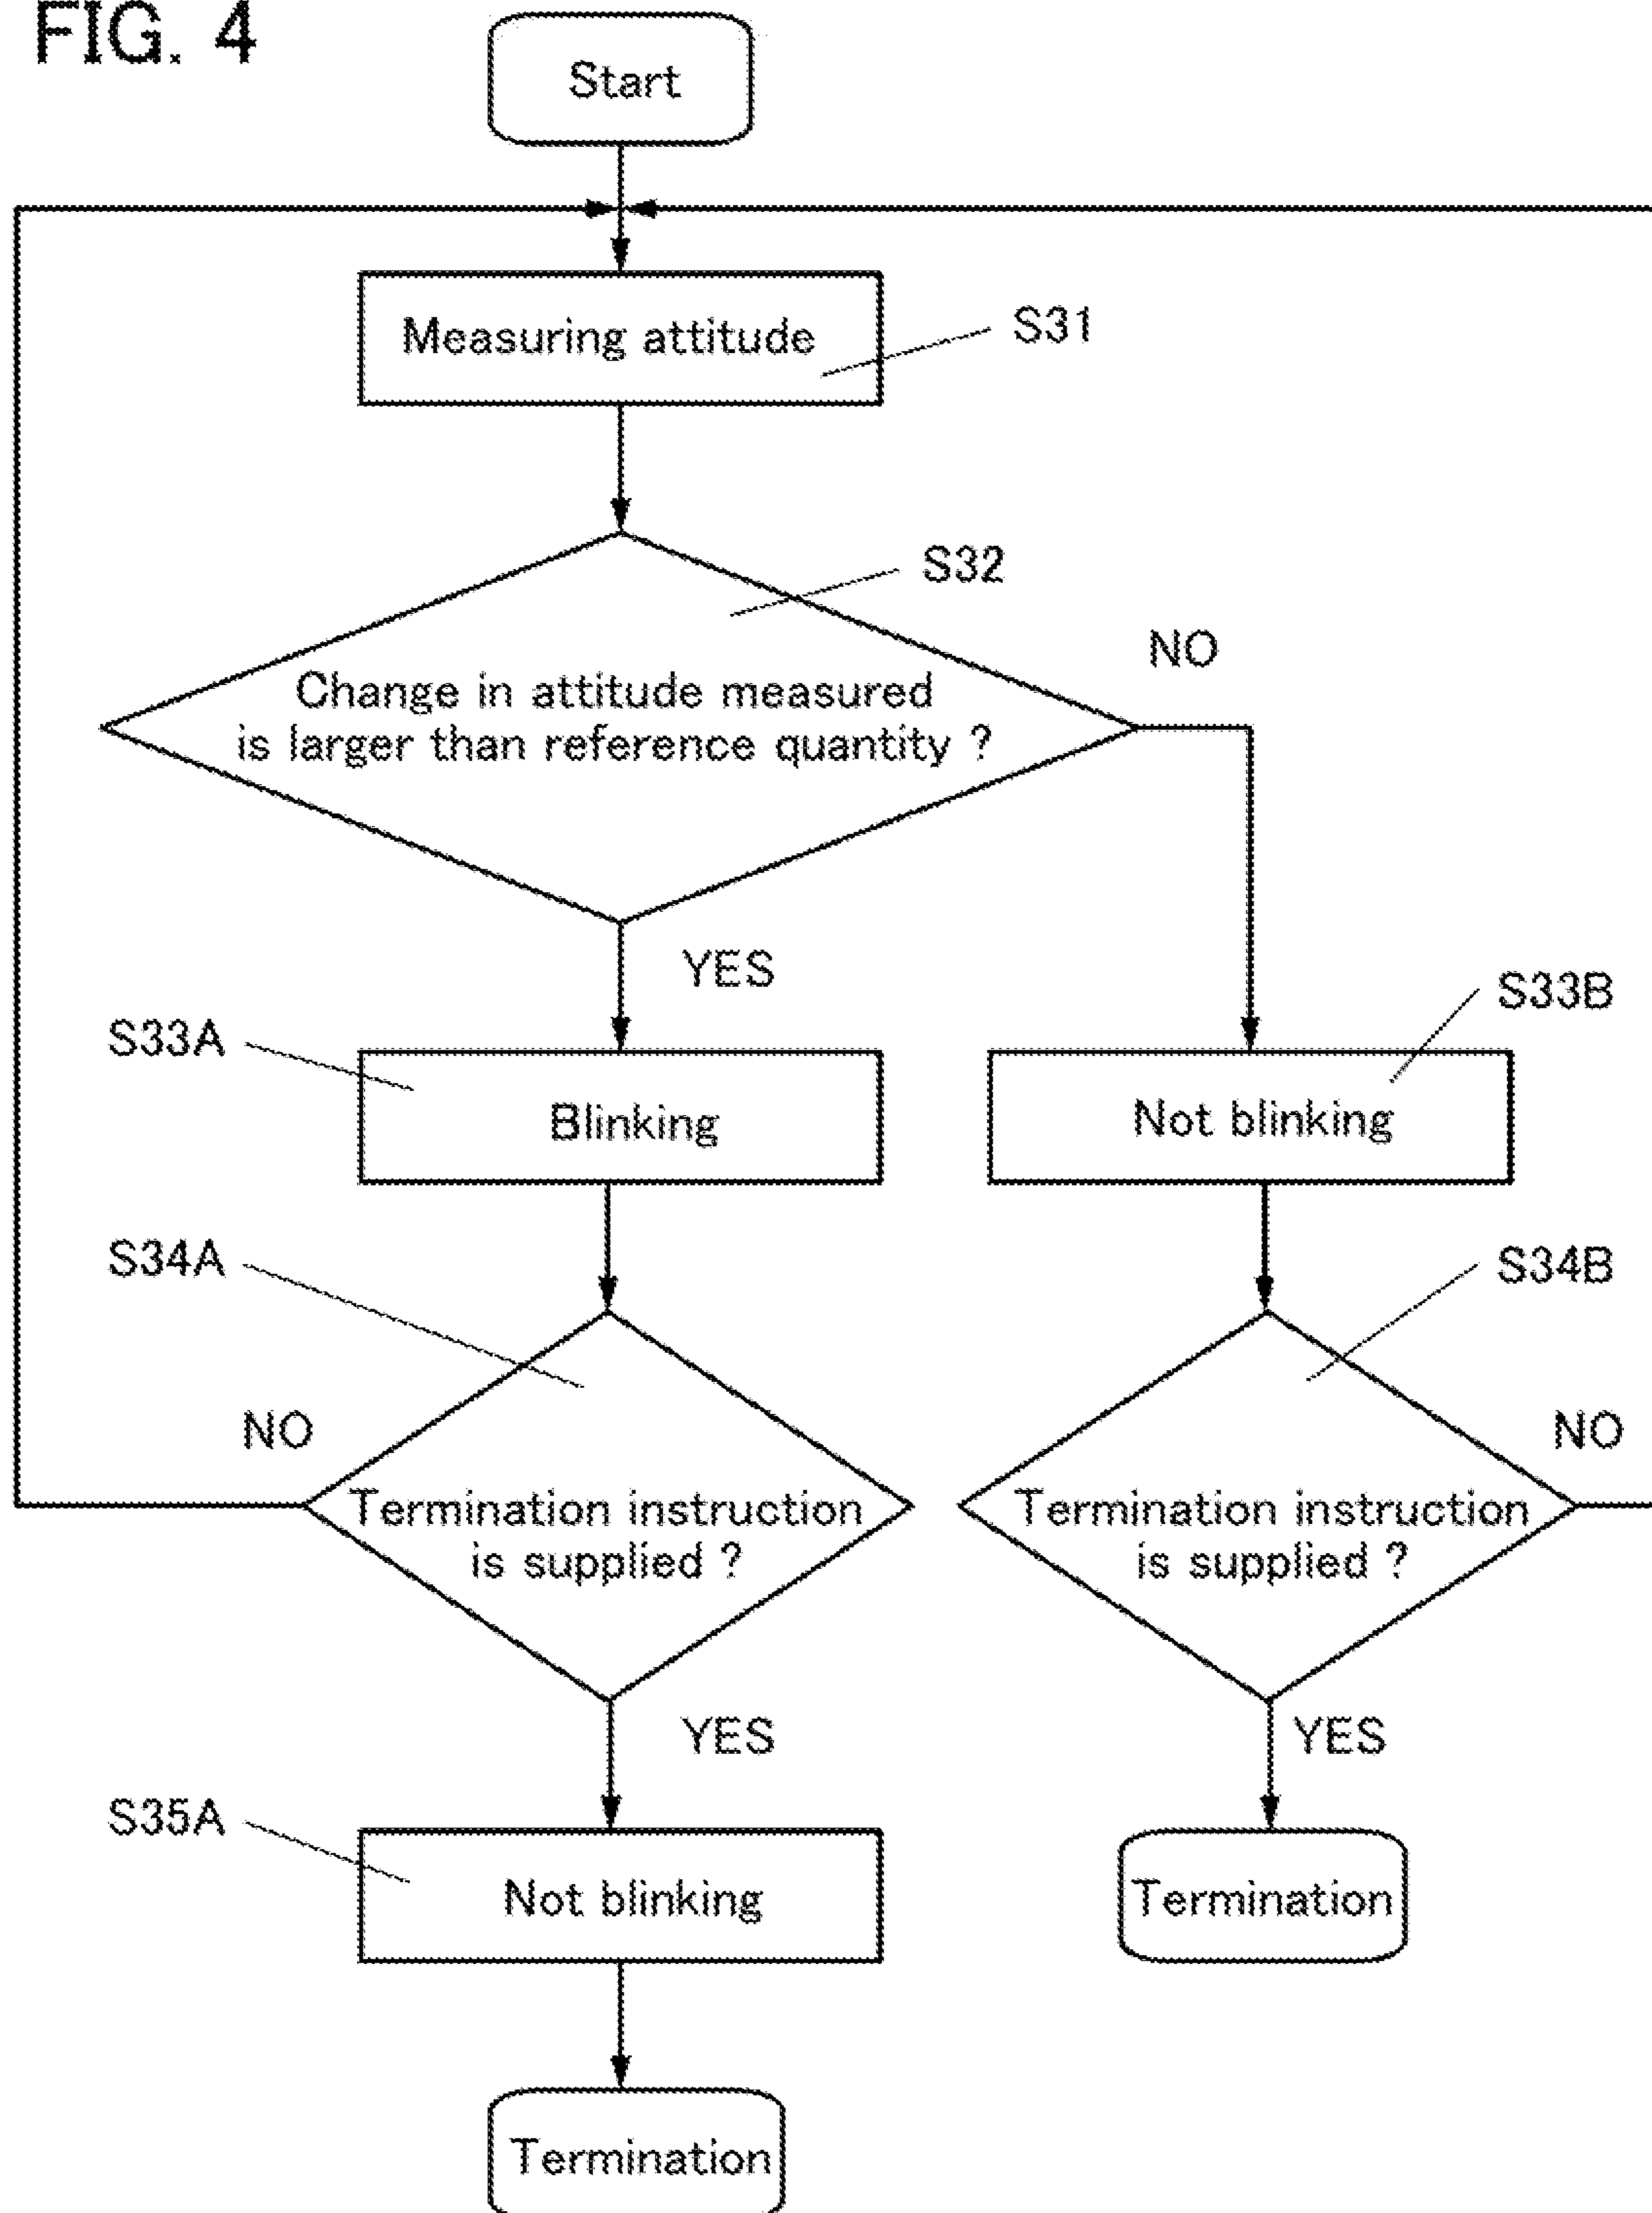 FIG. 4
Start
Measuring attitude
S31
S32
NO
Change in attitude measured
is larger than reference quantity ?
YES
S33A
Blinking
S33B
Not blinking
S34A
S34B
NO
Termination instruction
is supplied ?
NO
Termination instruction
is supplied ?
YES
YES
S35A
Not blinking
Termination
Termination